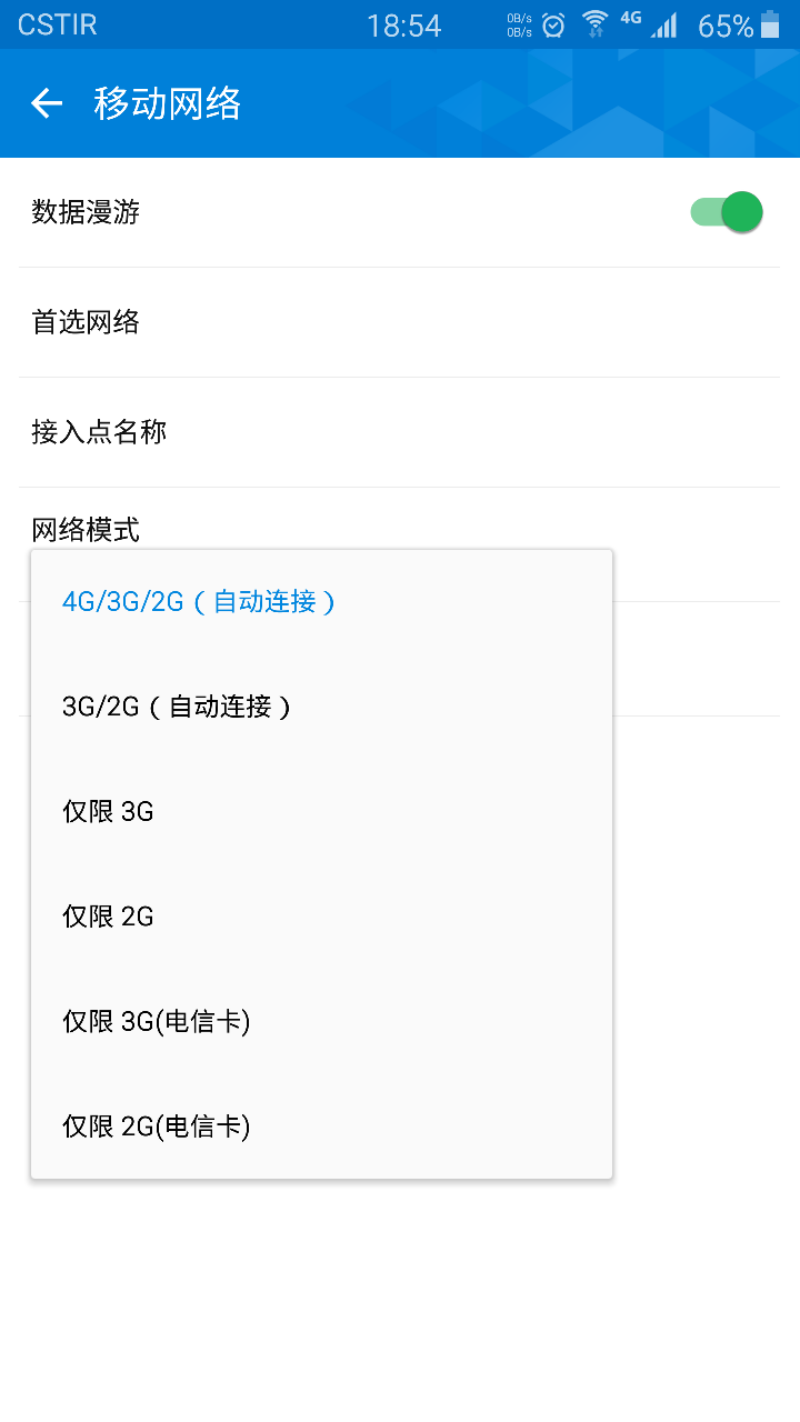 CSTIR 18:54 0B/s 4G 65%
0B/s
移动网络
数据漫游
首选网络
接入点名称
网络模式
4G/3G/2G（自动连接）
3G/2G（自动连接）
仅限 3G
仅限 2G
仅限 3G(电信卡)
仅限 2G(电信卡)